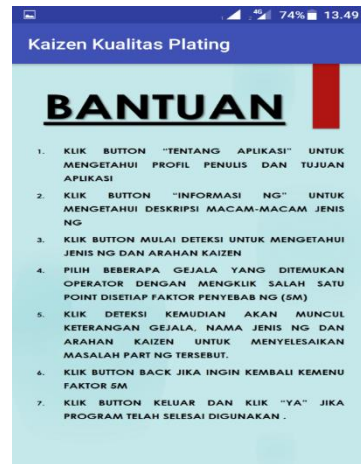 4G 74% 13.49
Kaizen Kualitas Plating
BANTUAN
1. KLIK BUTTON "TENTANG APLIKASI" UNTUK
MENGETAHUI PROFIL PENULIS DAN TUJUAN
APLIKASI
2. KLIK BUTTON "INFORMASI NG" UNTUK
MENGETAHUI DESKRIPSI MACAM-MACAM JENIS
NG
3. KLIK BUTTON MULAI DETEKSI UNTUK MENGETAHUI
JENIS NG DAN ARAHAN KAIZEN
4. PILIH BEBERAPA GEJALA YANG DITEMUKAN
OPERATOR DENGAN MENGKLIK SALAH SATU
POINT DISETIAP FAKTOR PENYEBAB NG (5M)
5. KLIK DETEKSI KEMUDIAN AKAN MUNCUL
KETERANGAN GEJALA, NAMA JENIS NG DAN
ARAHAN KAIZEN UNTUK MENYELESAIKAN
MASALAH PART NG TERSEBUT.
6. KLIK BUTTON BACK JIKA INGIN KEMBALI KEMENU
FAKTOR 5M
7. KLIK BUTTON KELUAR DAN KLIK "YA" JIKA
PROGRAM TELAH SELESAI DIGUNAKAN .